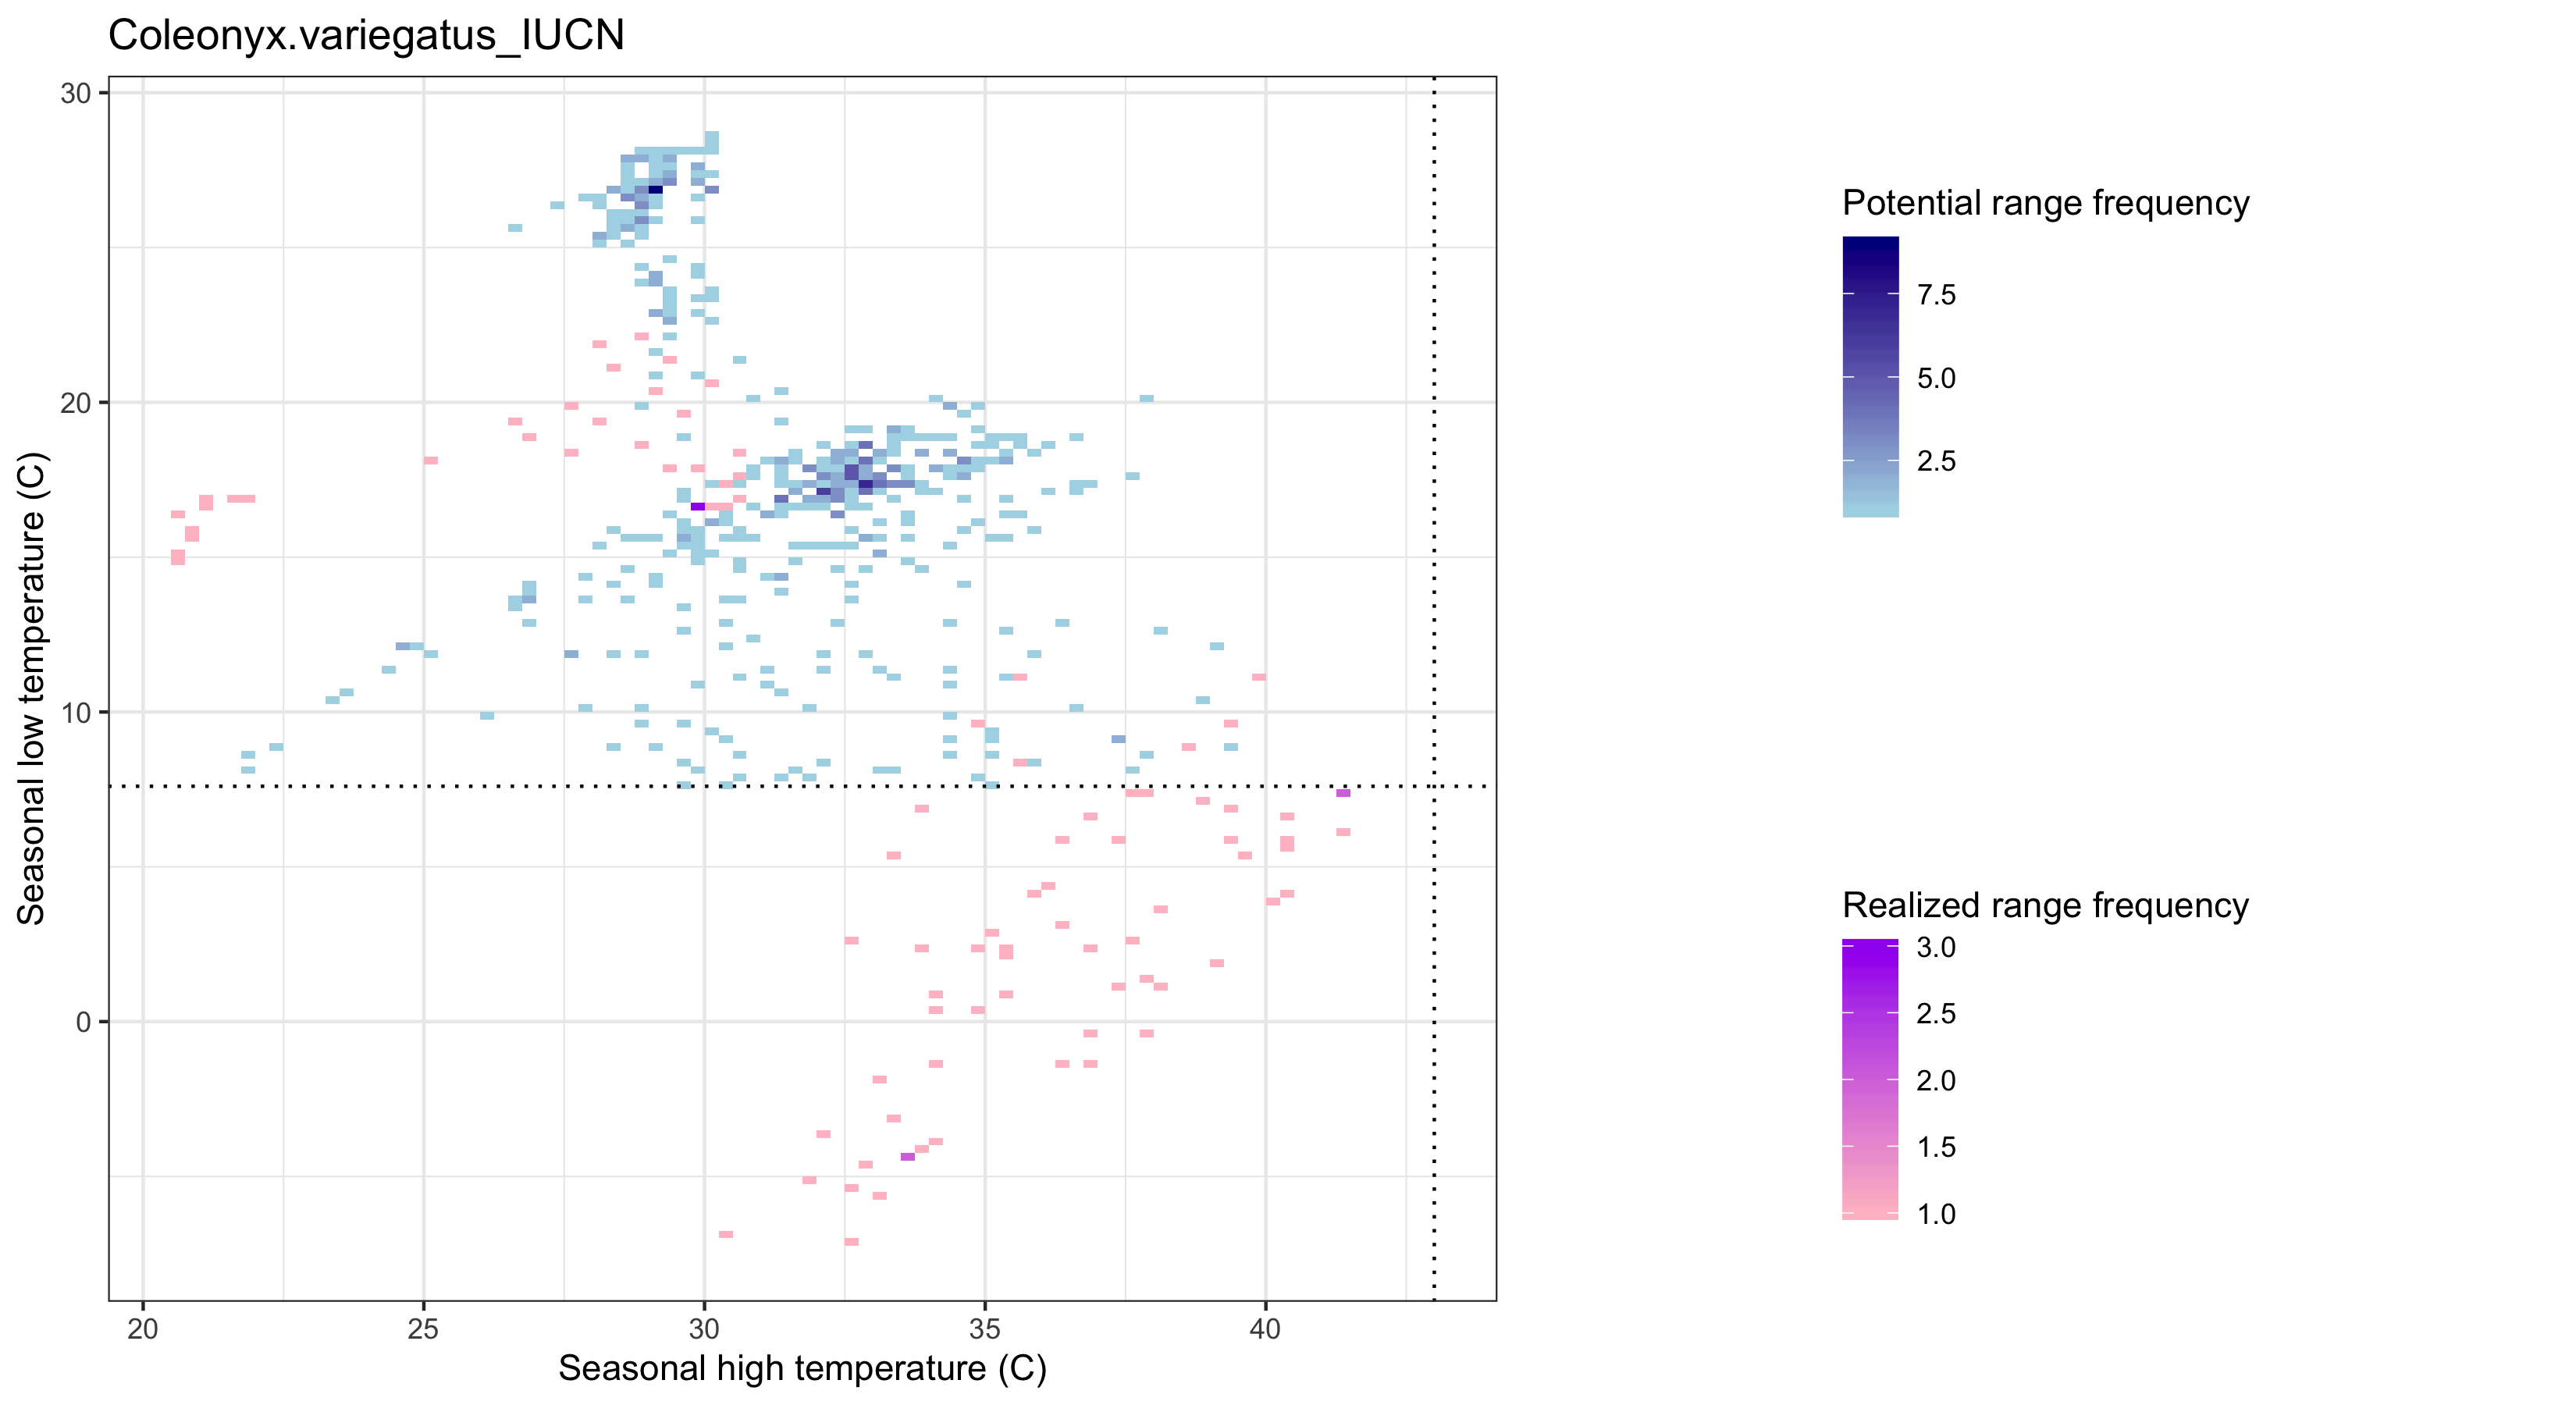 Coleonyx.variegatus_IUCN
30
20
10
0
Seasonal low temperature (C)
20 25 30 35 40
Seasonal high temperature (C)
Potential range frequency
7.5
5.0
2.5
Realized range frequency
3.0
2.5
2.0
1.5
1.0